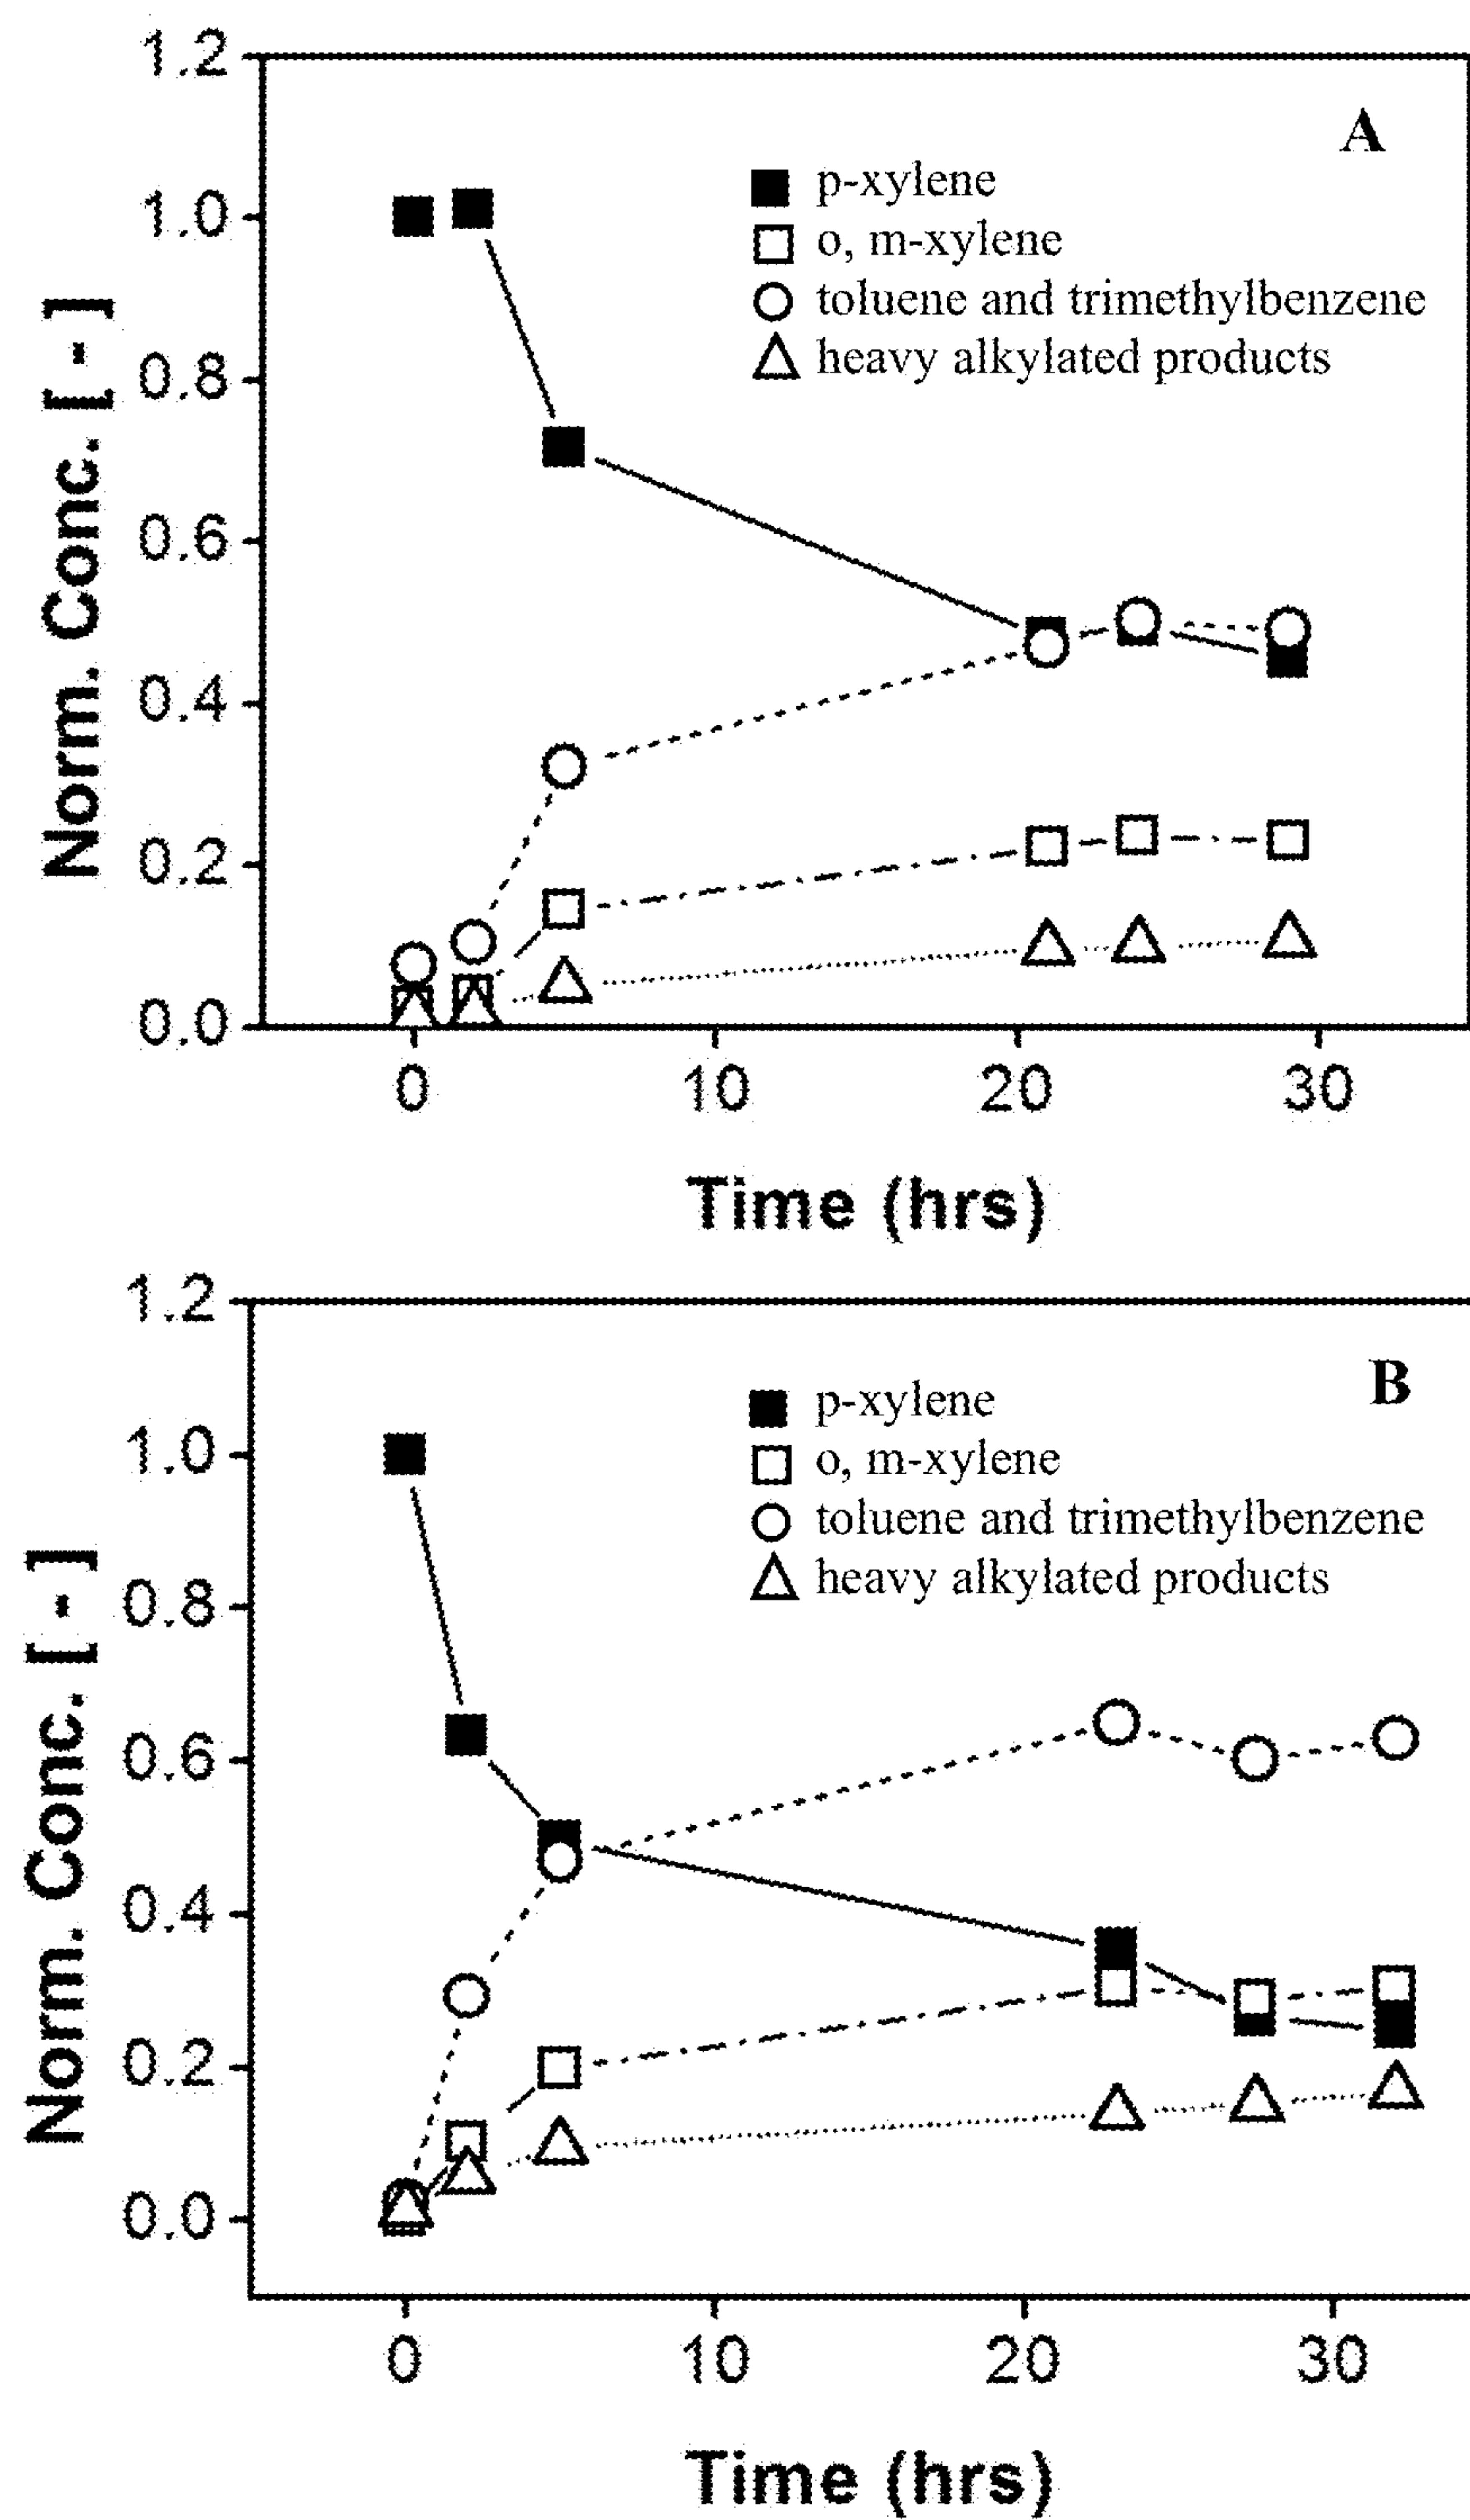 1.2
A
p-xylene
1.0
o, m-xylene
toluene and trimethylbenzene
heavy alkylated products
0.8
Norm. Conc. [ - ]
0.6
0.4
0.2
0.0
0 10 20 30
Time (hrs)
1.2
B
p-xylene
1.0
o, m-xylene
toluene and trimethylbenzene
heavy alkylated products
0.8
Norm. Conc. [ - ]
0.6
0.4
0.2
0.0
0 10 20 30
Time (hrs)